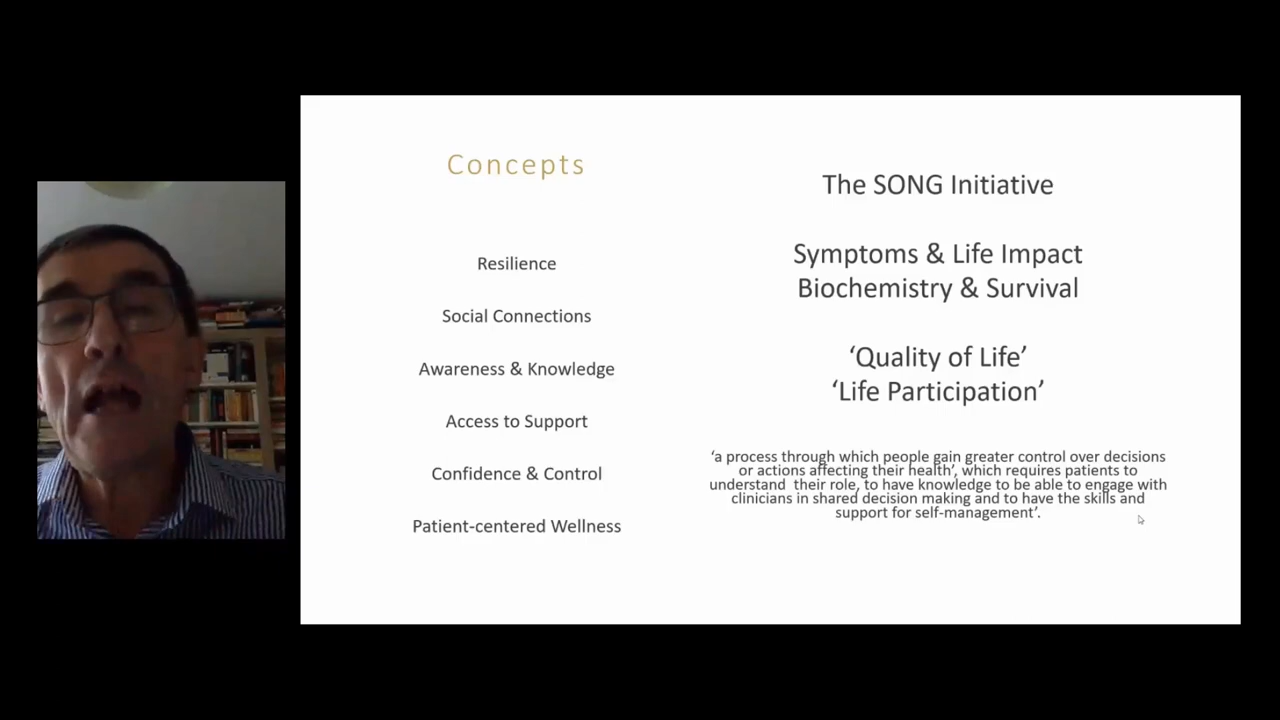 Concepts
Resilience
Social Connections
Awareness & Knowledge
Access to Support
Confidence & Control
Patient-centered Wellness
The SONG Initiative
Symptoms & Life Impact
Biochemistry & Survival
‘Quality of Life’
‘Life Participation’
‘a process through which people gain greater control over decisions
or actions affecting their health’, which requires patients to
understand their role, to have knowledge to be able to engage with
clinicians in shared decision making and to have the skills and
support for self-management’.